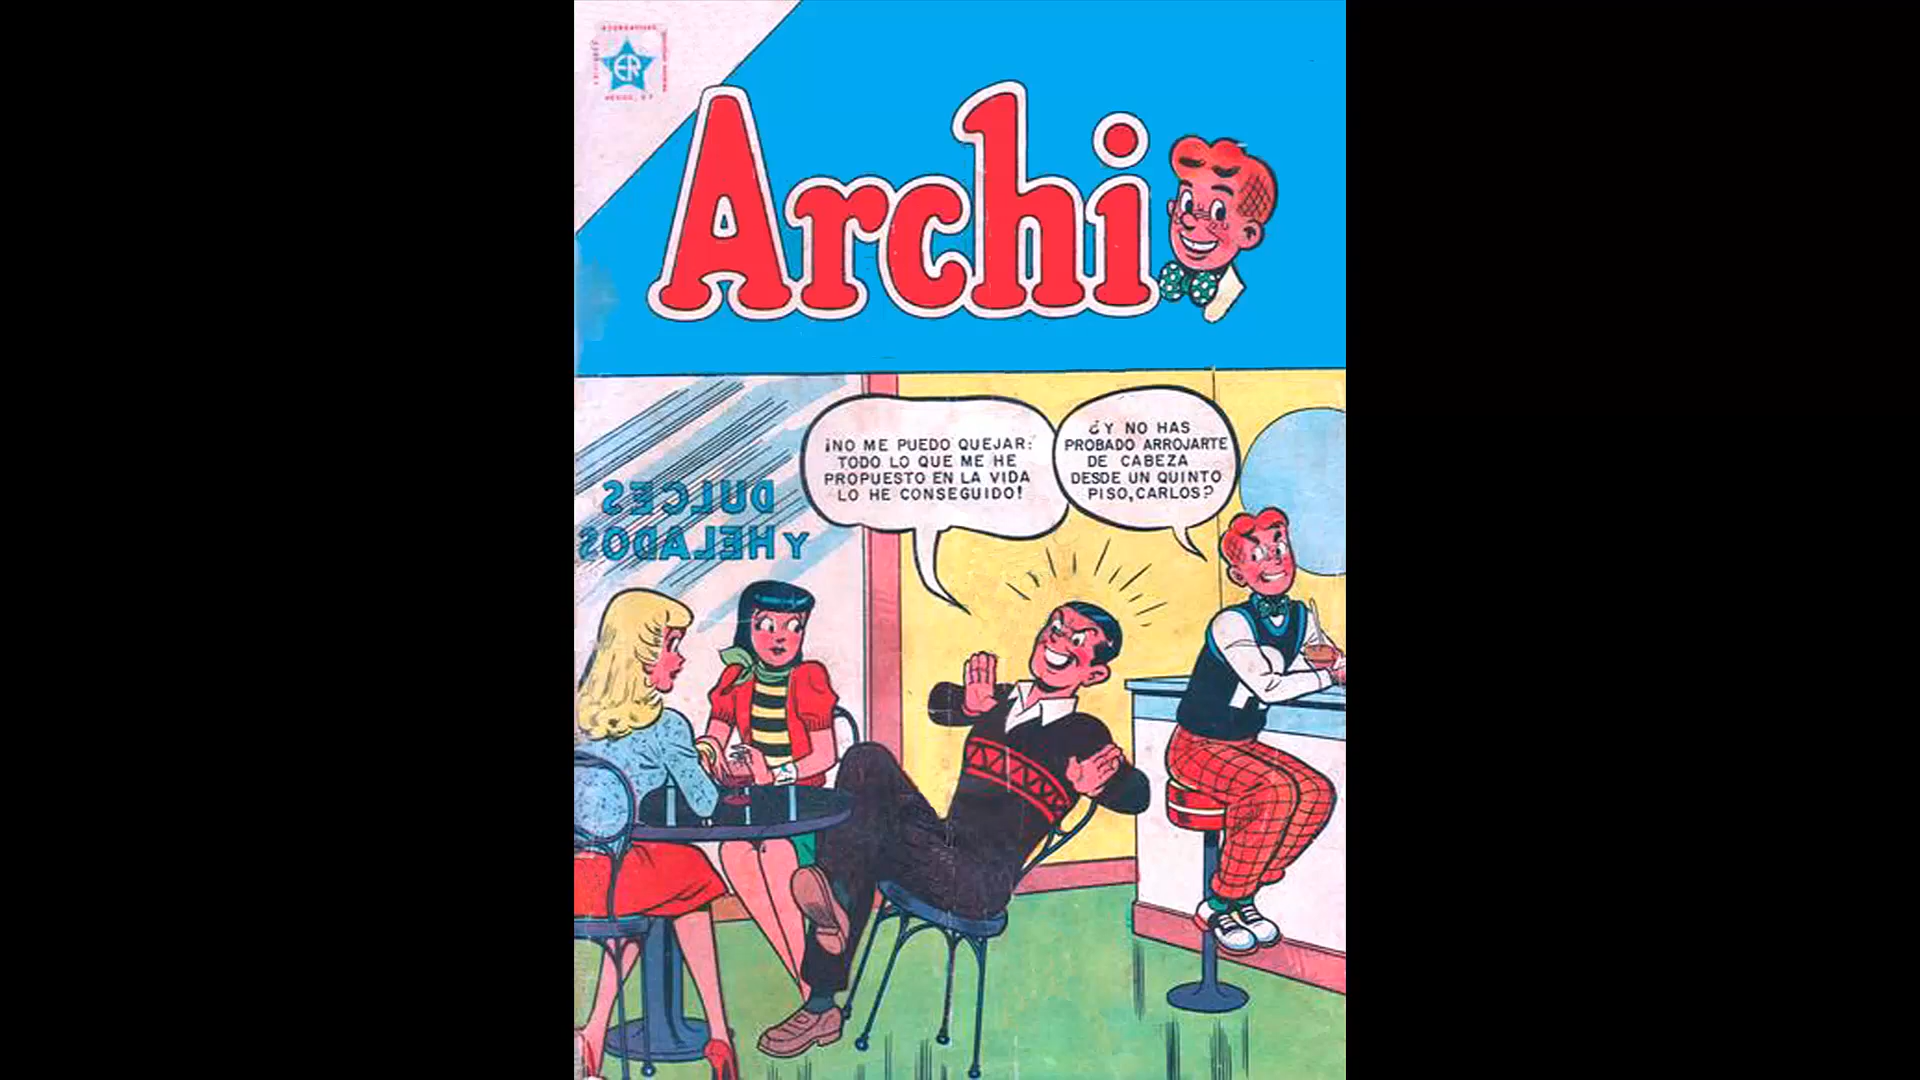 ER
MEXICO, D.F.
Archi
¡NO ME PUEDO QUEJAR:
TODO LO QUE ME HE
PROPUESTO EN LA VIDA
LO HE CONSEGUIDO!
¿Y NO HAS
PROBADO ARROJARTE
DE CABEZA
DESDE UN QUINTO
PISO, CARLOS?
DULCES
Y HELADOS